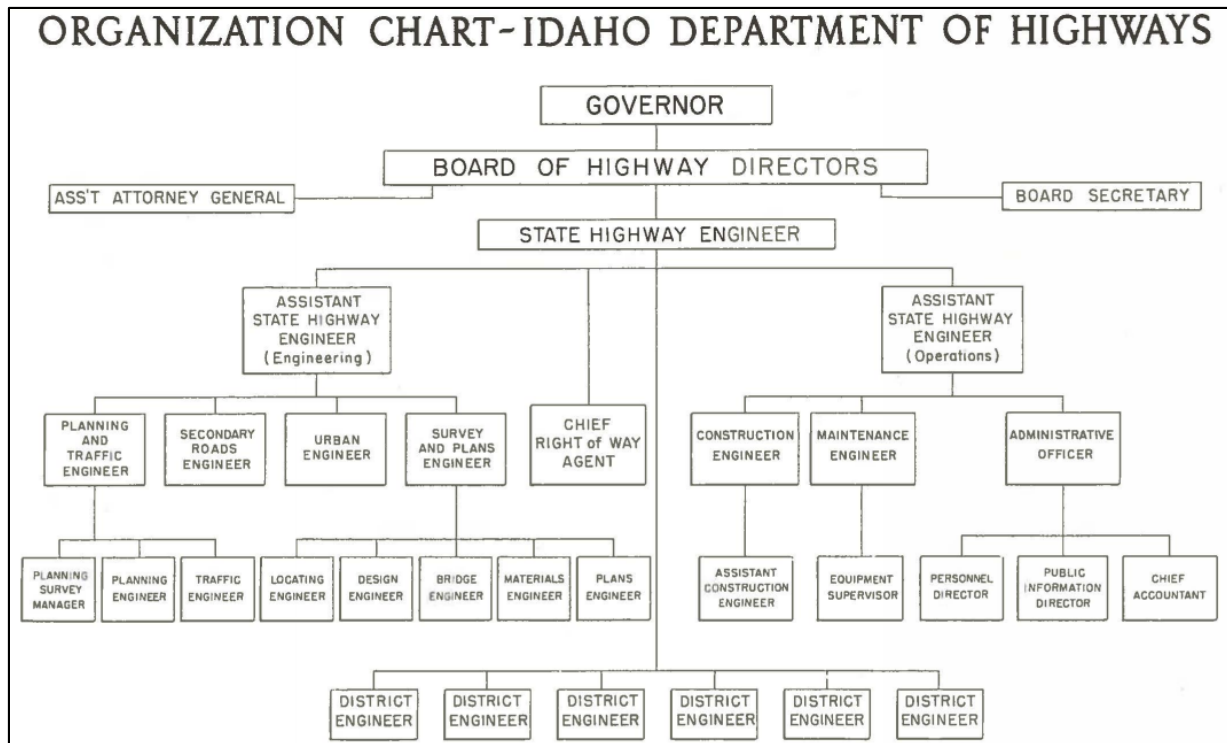 ORGANIZATION CHART-IDAHO DEPARTMENT OF HIGHWAYS
GOVERNOR
BOARD OF HIGHWAY DIRECTORS
ASS'T ATTORNEY GENERAL
BOARD SECRETARY
STATE HIGHWAY ENGINEER
ASSISTANT
STATE HIGHWAY
ENGINEER
(Engineering)
ASSISTANT
STATE HIGHWAY
ENGINEER
(Operations)
PLANNING
AND
TRAFFIC
ENGINEER
SECONDARY
ROADS
ENGINEER
URBAN
ENGINEER
SURVEY
AND PLANS
ENGINEER
CHIEF
RIGHT of WAY
AGENT
CONSTRUCTION
ENGINEER
MAINTENANCE
ENGINEER
ADMINISTRATIVE
OFFICER
PLANNING
SURVEY
MANAGER
PLANNING
ENGINEER
TRAFFIC
ENGINEER
LOCATING
ENGINEER
DESIGN
ENGINEER
BRIDGE
ENGINEER
MATERIALS
ENGINEER
PLANS
ENGINEER
ASSISTANT
CONSTRUCTION
ENGINEER
EQUIPMENT
SUPERVISOR
PERSONNEL
DIRECTOR
PUBLIC
INFORMATION
DIRECTOR
CHIEF
ACCOUNTANT
DISTRICT
ENGINEER
DISTRICT
ENGINEER
DISTRICT
ENGINEER
DISTRICT
ENGINEER
DISTRICT
ENGINEER
DISTRICT
ENGINEER